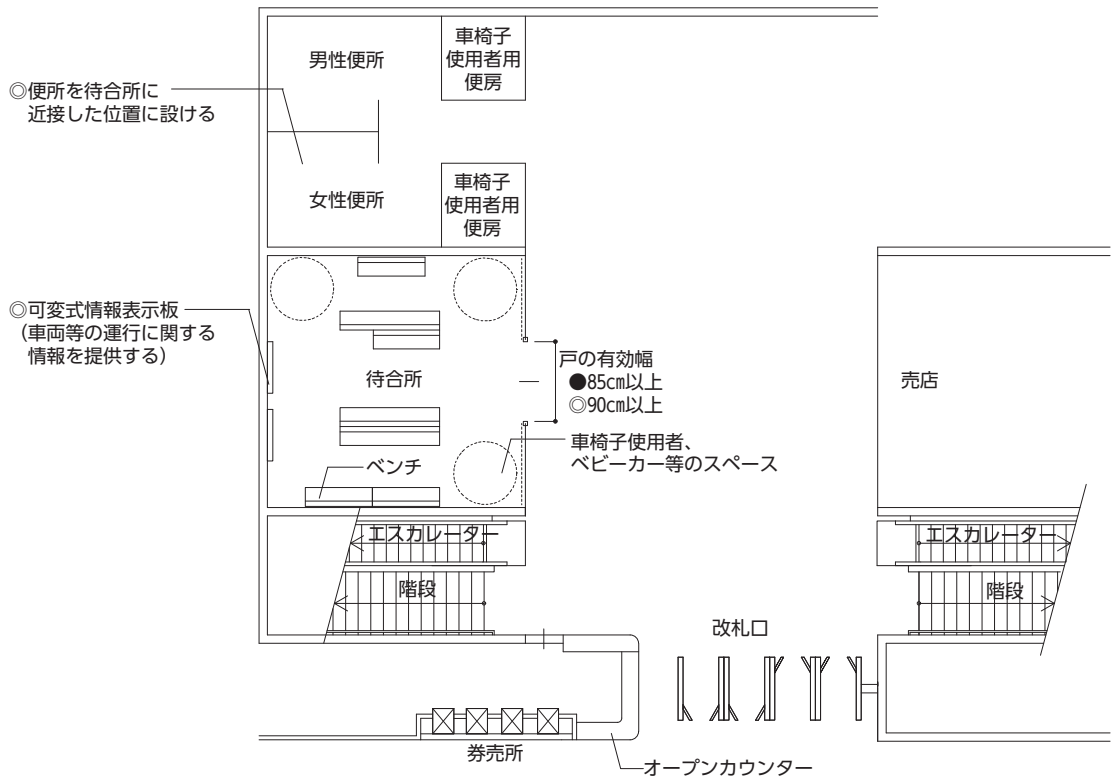 車椅子
使用者用
便房
男性便所
◎便所を待合所に
近接した位置に設ける
車椅子
使用者用
便房
女性便所
◎可変式情報表示板
(車両等の運行に関する
情報を提供する)
戸の有効幅
●85cm以上
◎90cm以上
待合所
売店
車椅子使用者、
ベビーカー等のスペース
ベンチ
エスカレーター
エスカレーター
階段
階段
改札口
券売所
オープンカウンター